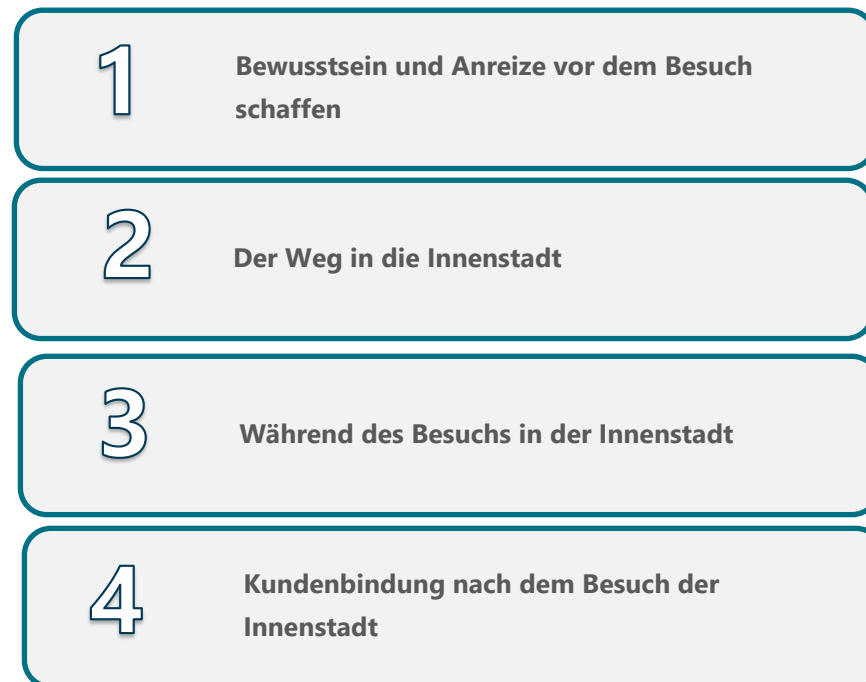 1
Bewusstsein und Anreize vor dem Besuch
schaffen
2
Der Weg in die Innenstadt
3
Während des Besuchs in der Innenstadt
4
Kundenbindung nach dem Besuch der
Innenstadt